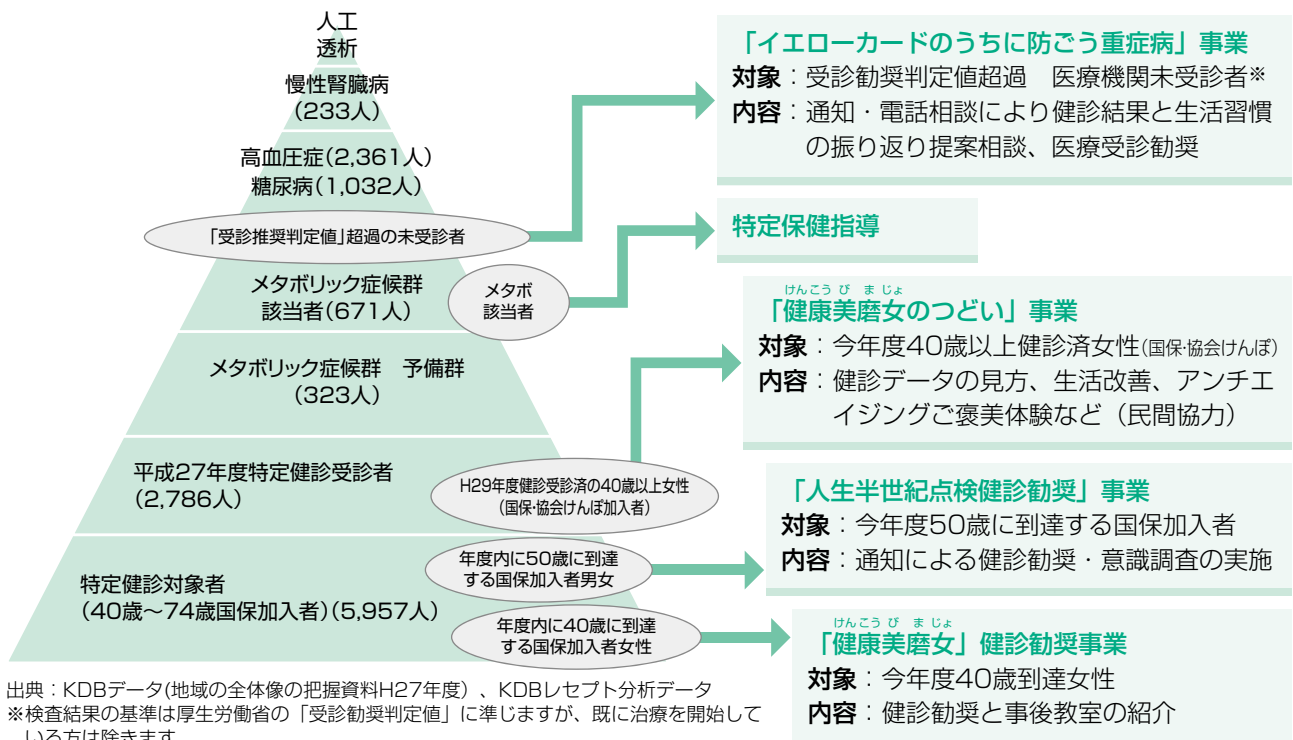 人工
透析
慢性腎臓病
(233人)
高血圧症(2,361人)
糖尿病(1,032人)
「受診推奨判定値」超過の未受診者
メタボリック症候群
該当者(671人)
メタボ
該当者
メタボリック症候群　予備群
(323人)
平成27年度特定健診受診者
(2,786人)
H29年度健診受診済の40歳以上女性
(国保・協会けんぽ加入者)
特定健診対象者
(40歳〜74歳国保加入者)(5,957人)
年度内に50歳に到達
する国保加入者男女
年度内に40歳に到達
する国保加入者女性
「イエローカードのうちに防ごう重症病」事業
対象：受診勧奨判定値超過　医療機関未受診者※
内容：通知・電話相談により健診結果と生活習慣
の振り返り提案相談、医療受診勧奨
特定保健指導
けんこう び ま じょ
「健康美磨女のつどい」事業
対象：今年度40歳以上健診済女性(国保・協会けんぽ)
内容：健診データの見方、生活改善、アンチエ
イジングご褒美体験など（民間協力）
「人生半世紀点検健診勧奨」事業
対象：今年度50歳に到達する国保加入者
内容：通知による健診勧奨・意識調査の実施
けんこう び ま じょ
「健康美磨女」健診勧奨事業
対象：今年度40歳到達女性
内容：健診勧奨と事後教室の紹介
出典：KDBデータ(地域の全体像の把握資料H27年度）、KDBレセプト分析データ
※検査結果の基準は厚生労働省の「受診勧奨判定値」に準じますが、既に治療を開始して
いる方は除きます